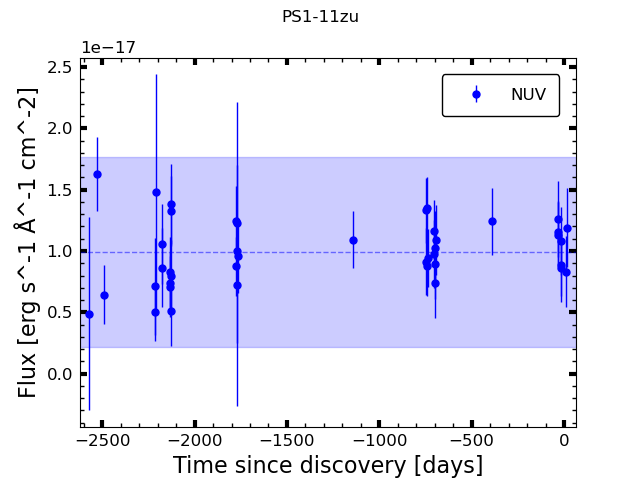 PS1-11zu
1e−17
2.5
2.0
1.5
1.0
0.5
0.0
Flux [erg s^-1 Å^-1 cm^-2]
NUV
−2500 −2000 −1500 −1000 −500 0
Time since discovery [days]